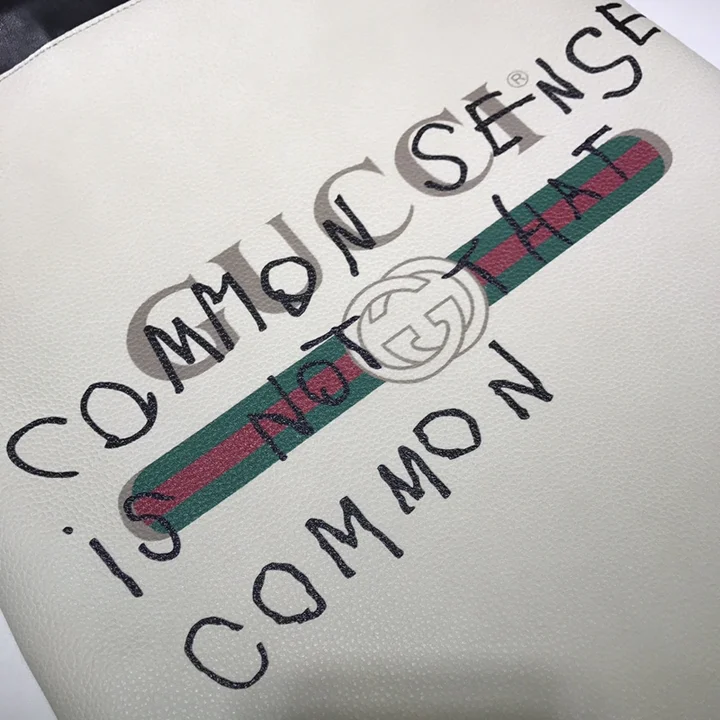 GUCCI®
COMMON SENSE
iS NOT THAT
COMMON